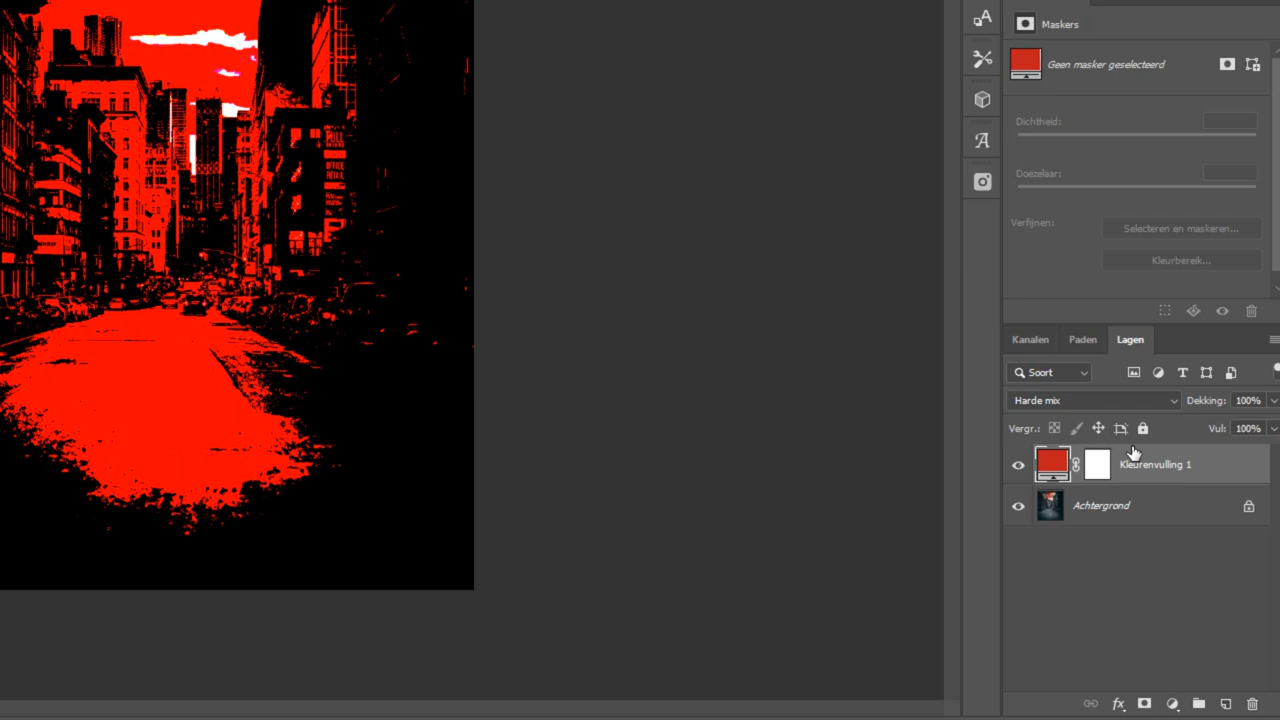 Maskers
Geen masker geselecteerd
Dichtheid:
Doezelaar:
Verfijnen:
Selecteren en maskeren...
Kleurbereik...
Kanalen
Paden
Lagen
Soort
Harde mix
Dekking: 100%
Vergr.:
Vul: 100%
Kleurenvulling 1
Achtergrond
fx